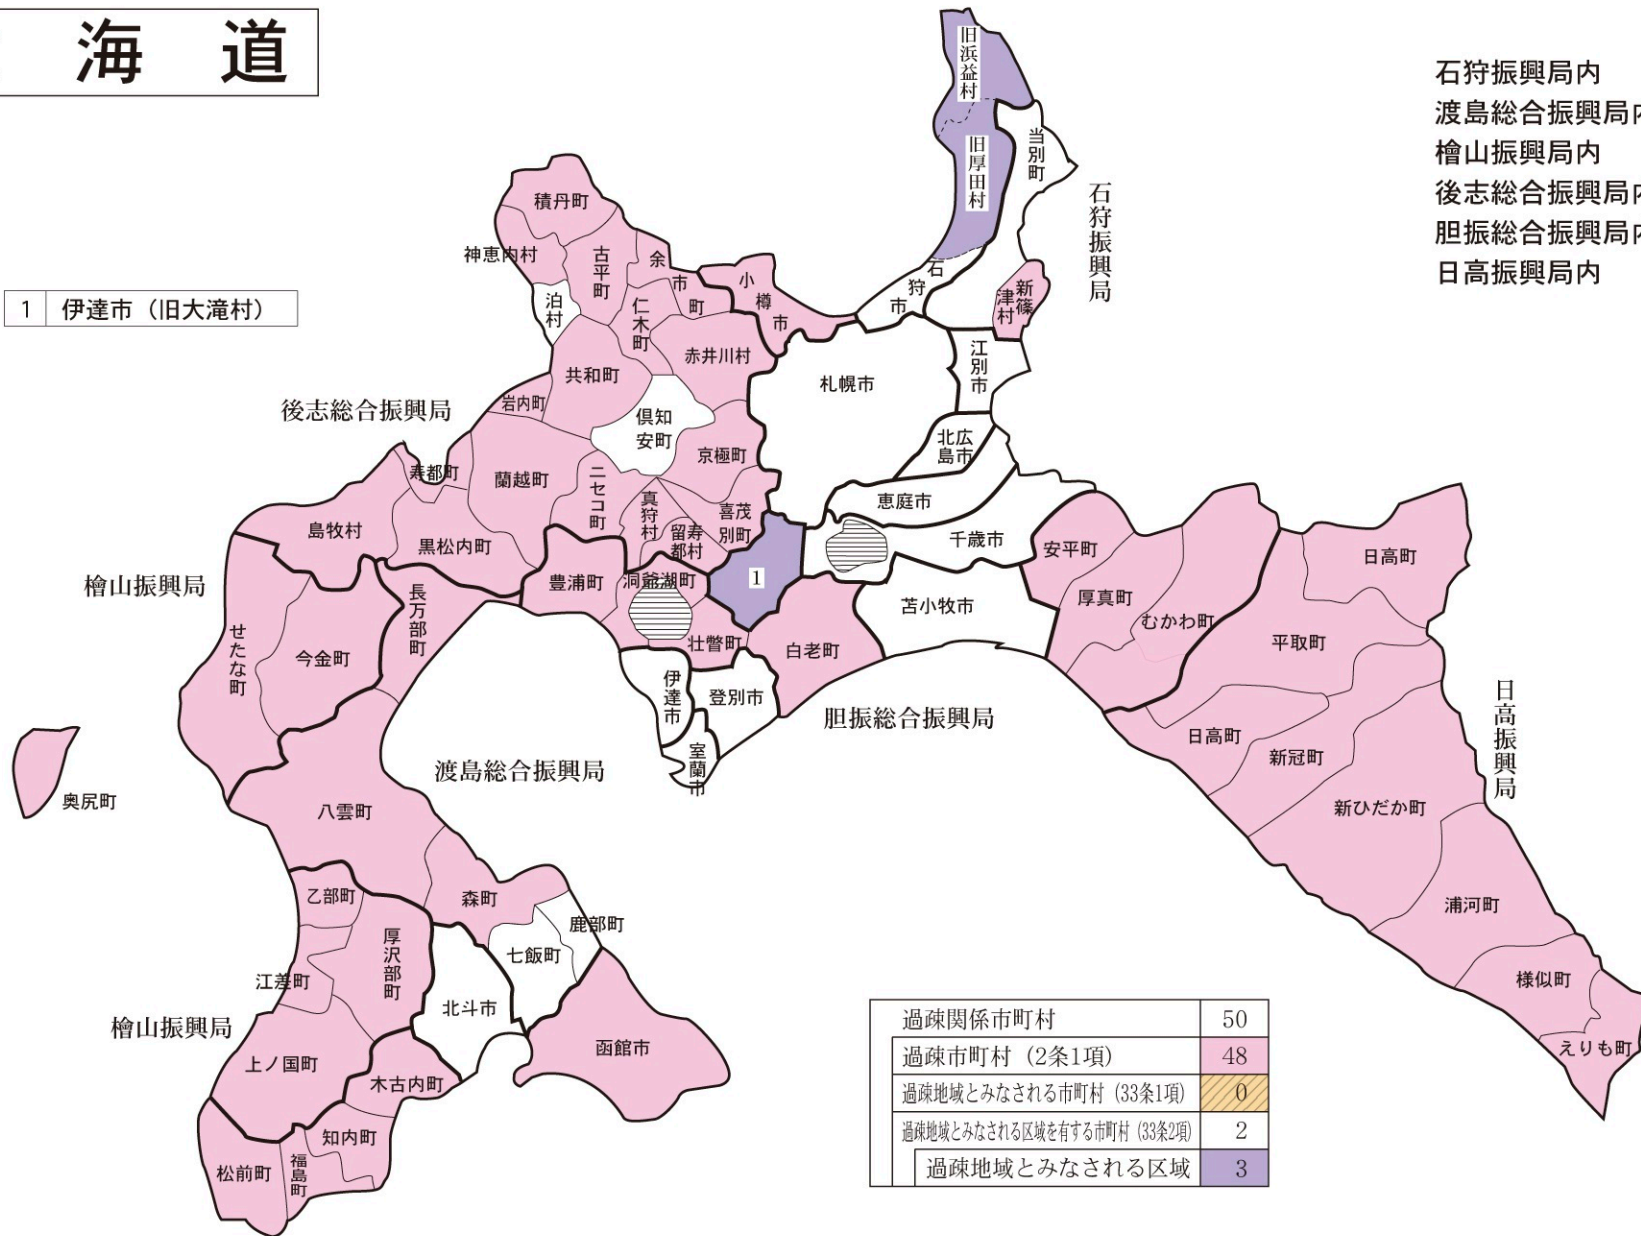 海道
石狩振興局内
渡島総合振興局内
檜山振興局内
後志総合振興局内
胆振総合振興局内
日高振興局内
1 伊達市（旧大滝村）
旧浜益村
旧厚田村
当別町
石狩振興局
新篠津村
石狩市
積丹町
神恵内村
古平町
余市町
小樽市
泊村
仁木町
赤井川村
共和町
岩内町
倶知安町
京極町
後志総合振興局
寿都町
蘭越町
ニセコ町
真狩村
留寿都村
喜茂別町
島牧村
黒松内町
札幌市
江別市
北広島市
恵庭市
千歳市
1
豊浦町
洞爺湖町
壮瞥町
白老町
苫小牧市
安平町
厚真町
むかわ町
伊達市
登別市
室蘭市
胆振総合振興局
日高町
平取町
日高町
新冠町
新ひだか町
浦河町
様似町
えりも町
日高振興局
檜山振興局
せたな町
今金町
長万部町
奥尻町
渡島総合振興局
八雲町
森町
鹿部町
七飯町
乙部町
厚沢部町
江差町
北斗市
函館市
檜山振興局
上ノ国町
木古内町
知内町
福島町
松前町
過疎関係市町村 50
過疎市町村（2条1項） 48
過疎地域とみなされる市町村（33条1項） 0
過疎地域とみなされる区域を有する市町村（33条2項） 2
過疎地域とみなされる区域 3